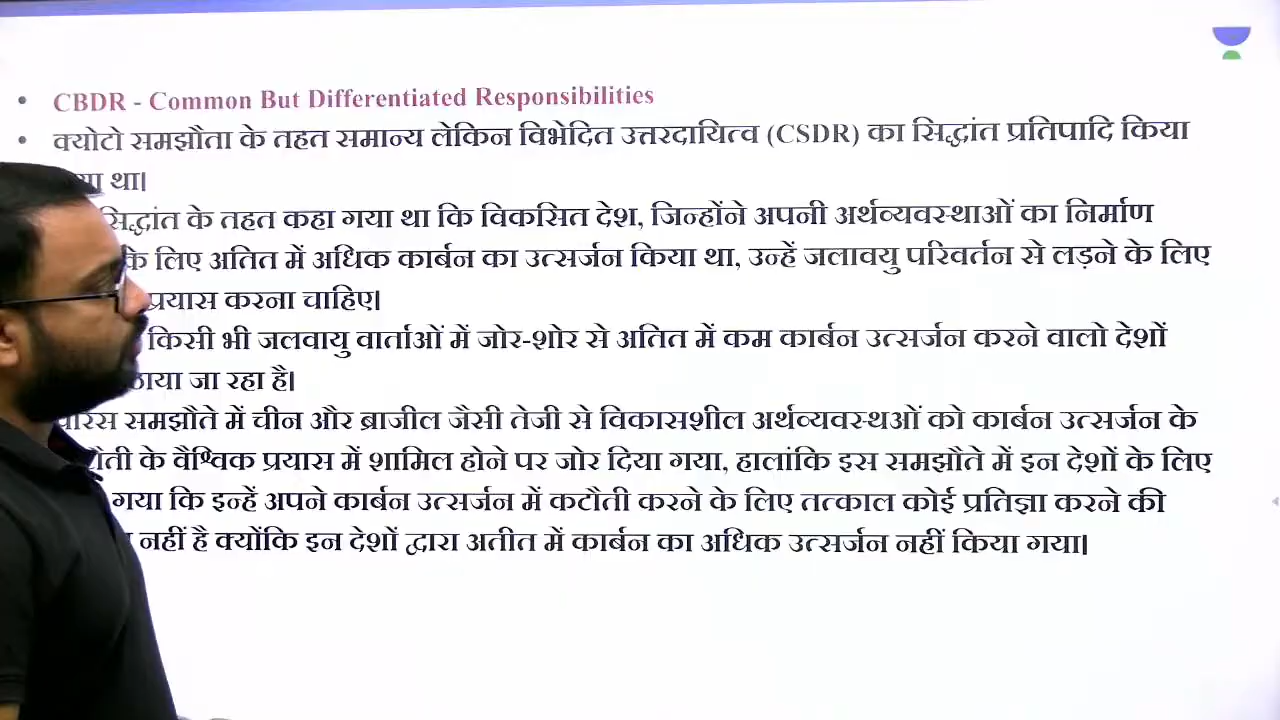 CBDR - Common But Differentiated Responsibilities
क्योटो समझौता के तहत समान्य लेकिन विभेदित उत्तरदायित्व (CSDR) का सिद्धांत प्रतिपादि किया
था।
सिद्धांत के तहत कहा गया था कि विकसित देश, जिन्होंने अपनी अर्थव्यवस्थाओं का निर्माण
के लिए अतित में अधिक कार्बन का उत्सर्जन किया था, उन्हें जलावयु परिवर्तन से लड़ने के लिए
प्रयास करना चाहिए।
किसी भी जलवायु वार्ताओं में जोर-शोर से अतित में कम कार्बन उत्सर्जन करने वालो देशों
जा रहा है।
समझौते में चीन और ब्राजील जैसी तेजी से विकासशील अर्थव्यवस्थओं को कार्बन उत्सर्जन के
के वैश्विक प्रयास में शामिल होने पर जोर दिया गया, हालांकि इस समझौते में इन देशों के लिए
गया कि इन्हें अपने कार्बन उत्सर्जन में कटौती करने के लिए तत्काल कोई प्रतिज्ञा करने की
नहीं है क्योंकि इन देशों द्वारा अतीत में कार्बन का अधिक उत्सर्जन नहीं किया गया।